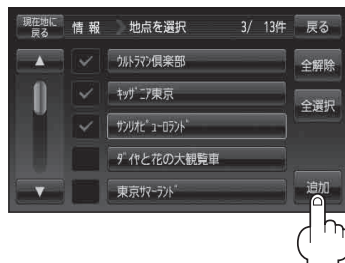 現在地に
戻る
情報 地点を選択 3/ 13件 戻る
ｳﾙﾄﾗﾏﾝ倶楽部
全解除
ｷｯｻﾞﾆｱ東京
全選択
ｻﾝﾘｵﾋﾟｭｰﾛﾗﾝﾄﾞ
ﾀﾞｲﾔと花の大観覧車
東京ｻﾏｰﾗﾝﾄﾞ
追加